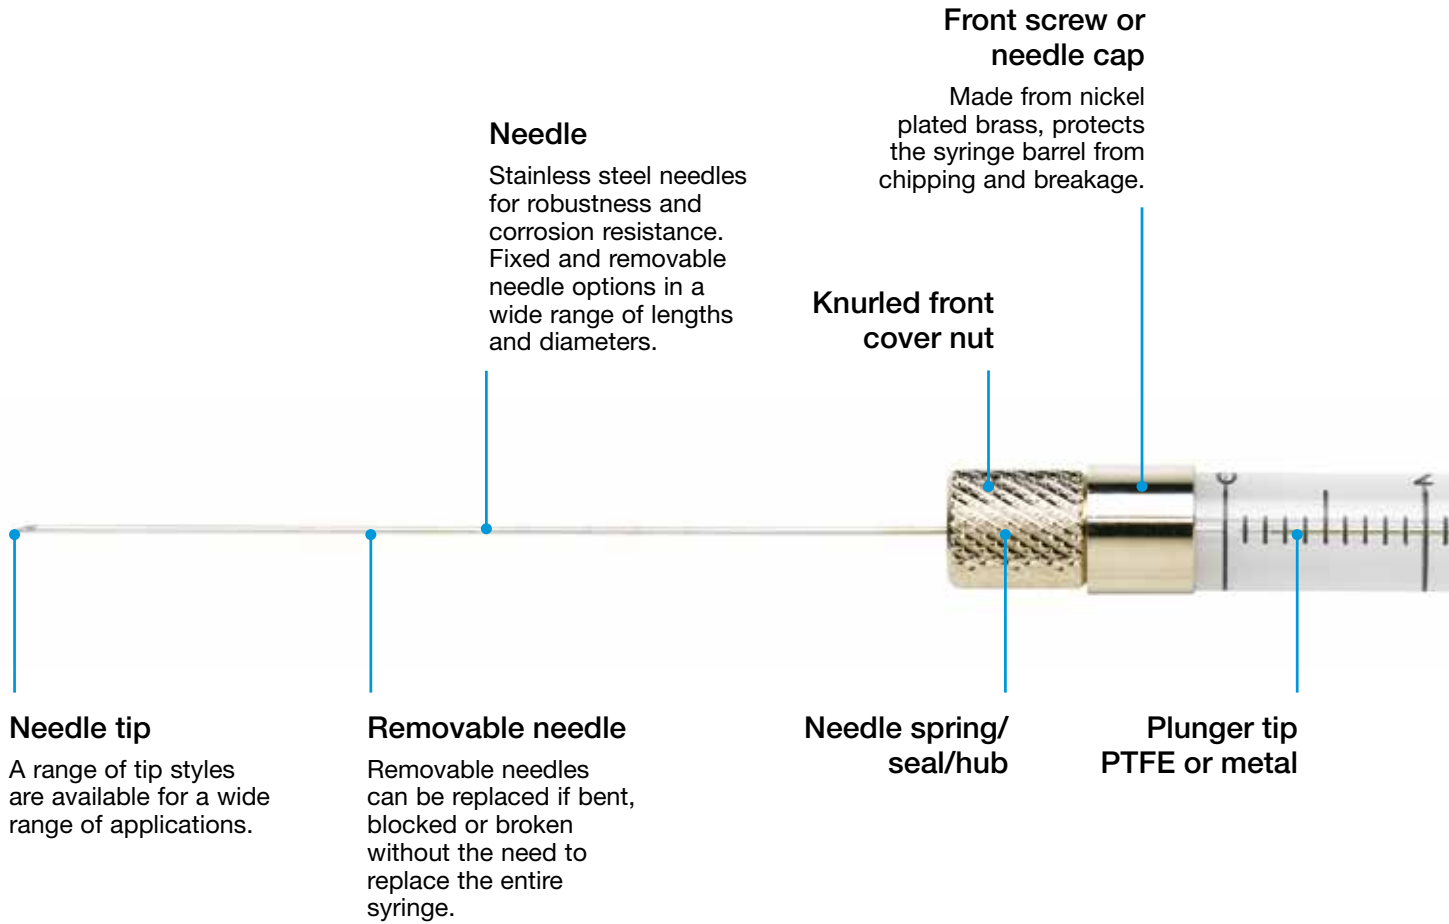 Front screw or
needle cap
Made from nickel
plated brass, protects
the syringe barrel from
chipping and breakage.
Needle
Stainless steel needles
for robustness and
corrosion resistance.
Fixed and removable
needle options in a
wide range of lengths
and diameters.
Knurled front
cover nut
0
Needle tip
A range of tip styles
are available for a wide
range of applications.
Removable needle
Removable needles
can be replaced if bent,
blocked or broken
without the need to
replace the entire
syringe.
Needle spring/
seal/hub
Plunger tip
PTFE or metal